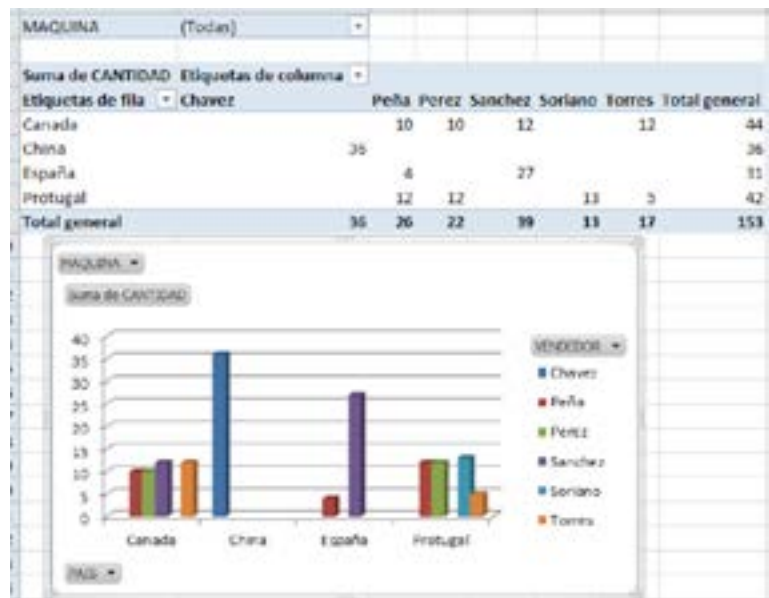 MAQUINA (Todas)
Suma de CANTIDAD Etiquetas de columna
Etiquetas de fila Chavez Peña Perez Sanchez Soriano Torres Total general
Canada 10 10 12 12 44
China 36 36
España 4 27 31
Protugal 12 12 13 5 42
Total general 36 26 22 39 13 17 153
MAQUINA
Suma de CANTIDAD
40
35
30
25
20
15
10
5
0
Canada China España Protugal
VENDEDOR
Chavez
Peña
Perez
Sanchez
Soriano
Torres
PAIS